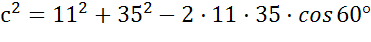 c² = 11² + 35² − 2 · 11 · 35 · cos 60°